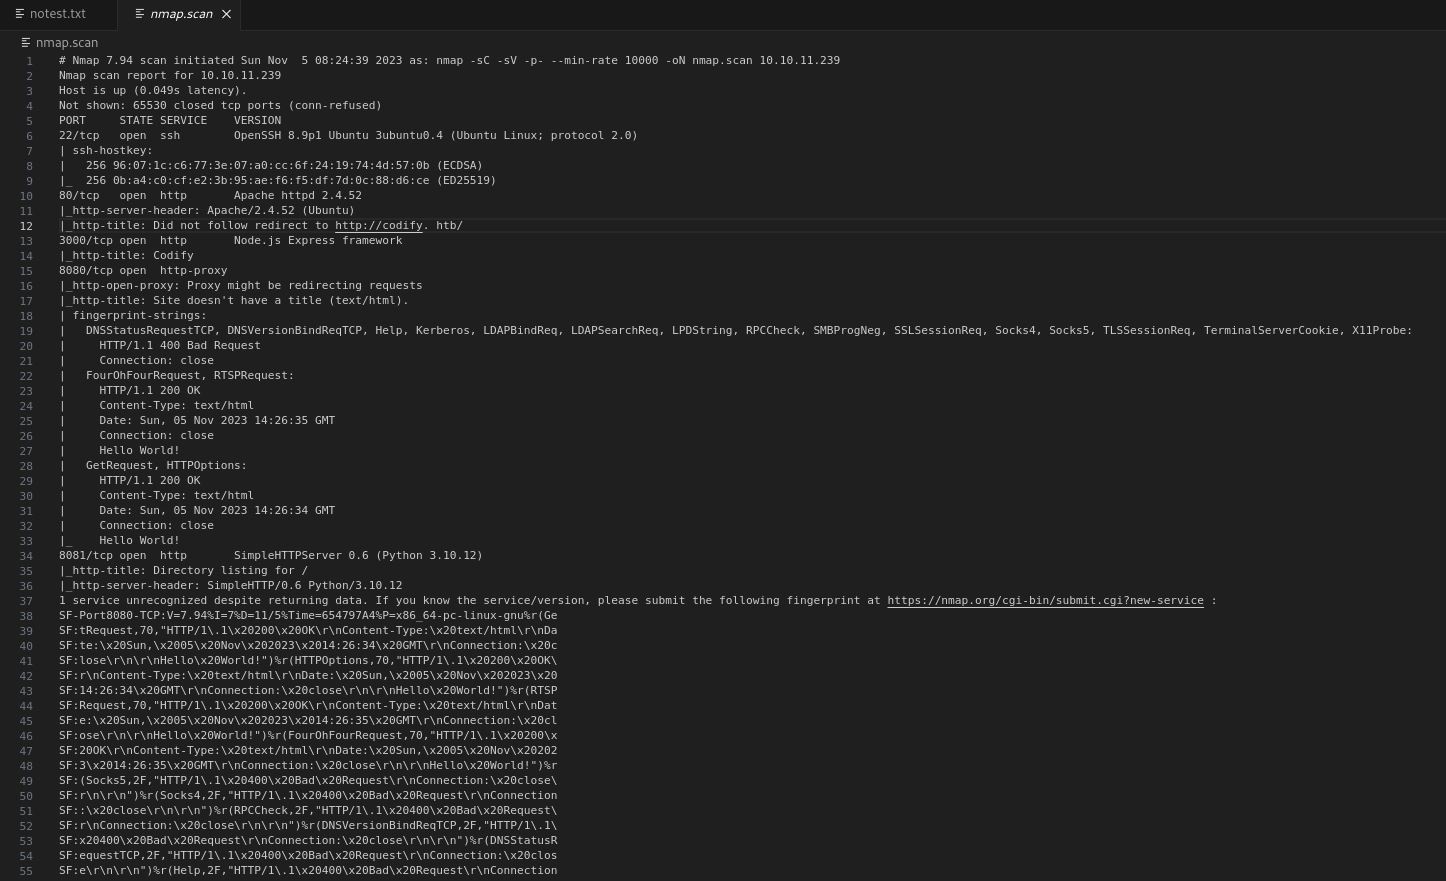 notest.txt nmap.scan
nmap.scan
1 # Nmap 7.94 scan initiated Sun Nov  5 08:24:39 2023 as: nmap -sC -sV -p- --min-rate 10000 -oN nmap.scan 10.10.11.239
2 Nmap scan report for 10.10.11.239
3 Host is up (0.049s latency).
4 Not shown: 65530 closed tcp ports (conn-refused)
5 PORT     STATE SERVICE    VERSION
6 22/tcp   open  ssh        OpenSSH 8.9p1 Ubuntu 3ubuntu0.4 (Ubuntu Linux; protocol 2.0)
7 | ssh-hostkey:
8 |   256 96:07:1c:c6:77:3e:07:a0:cc:6f:24:19:74:4d:57:0b (ECDSA)
9 |_  256 0b:a4:c0:cf:e2:3b:95:ae:f6:f5:df:7d:0c:88:d6:ce (ED25519)
10 80/tcp   open  http       Apache httpd 2.4.52
11 |_http-server-header: Apache/2.4.52 (Ubuntu)
12 |_http-title: Did not follow redirect to http://codify. htb/
13 3000/tcp open  http       Node.js Express framework
14 |_http-title: Codify
15 8080/tcp open  http-proxy
16 |_http-open-proxy: Proxy might be redirecting requests
17 |_http-title: Site doesn't have a title (text/html).
18 | fingerprint-strings:
19 |   DNSStatusRequestTCP, DNSVersionBindReqTCP, Help, Kerberos, LDAPBindReq, LDAPSearchReq, LPDString, RPCCheck, SMBProgNeg, SSLSessionReq, Socks4, Socks5, TLSSessionReq, TerminalServerCookie, X11Probe:
20 |     HTTP/1.1 400 Bad Request
21 |     Connection: close
22 |   FourOhFourRequest, RTSPRequest:
23 |     HTTP/1.1 200 OK
24 |     Content-Type: text/html
25 |     Date: Sun, 05 Nov 2023 14:26:35 GMT
26 |     Connection: close
27 |     Hello World!
28 |   GetRequest, HTTPOptions:
29 |     HTTP/1.1 200 OK
30 |     Content-Type: text/html
31 |     Date: Sun, 05 Nov 2023 14:26:34 GMT
32 |     Connection: close
33 |_    Hello World!
34 8081/tcp open  http       SimpleHTTPServer 0.6 (Python 3.10.12)
35 |_http-title: Directory listing for /
36 |_http-server-header: SimpleHTTP/0.6 Python/3.10.12
37 1 service unrecognized despite returning data. If you know the service/version, please submit the following fingerprint at https://nmap.org/cgi-bin/submit.cgi?new-service :
38 SF-Port8080-TCP:V=7.94%I=7%D=11/5%Time=654797A4%P=x86_64-pc-linux-gnu%r(Ge
39 SF:tRequest,70,"HTTP/1\.1\x20200\x20OK\r\nContent-Type:\x20text/html\r\nDa
40 SF:te:\x20Sun,\x2005\x20Nov\x202023\x2014:26:34\x20GMT\r\nConnection:\x20c
41 SF:lose\r\n\r\nHello\x20World!")%r(HTTPOptions,70,"HTTP/1\.1\x20200\x20OK\
42 SF:r\nContent-Type:\x20text/html\r\nDate:\x20Sun,\x2005\x20Nov\x202023\x20
43 SF:14:26:34\x20GMT\r\nConnection:\x20close\r\n\r\nHello\x20World!")%r(RTSP
44 SF:Request,70,"HTTP/1\.1\x20200\x20OK\r\nContent-Type:\x20text/html\r\nDat
45 SF:e:\x20Sun,\x2005\x20Nov\x202023\x2014:26:35\x20GMT\r\nConnection:\x20cl
46 SF:ose\r\n\r\nHello\x20World!")%r(FourOhFourRequest,70,"HTTP/1\.1\x20200\x
47 SF:20OK\r\nContent-Type:\x20text/html\r\nDate:\x20Sun,\x2005\x20Nov\x20202
48 SF:3\x2014:26:35\x20GMT\r\nConnection:\x20close\r\n\r\nHello\x20World!")%r
49 SF:(Socks5,2F,"HTTP/1\.1\x20400\x20Bad\x20Request\r\nConnection:\x20close\
50 SF:r\n\r\n")%r(Socks4,2F,"HTTP/1\.1\x20400\x20Bad\x20Request\r\nConnection
51 SF::\x20close\r\n\r\n")%r(RPCCheck,2F,"HTTP/1\.1\x20400\x20Bad\x20Request\
52 SF:r\nConnection:\x20close\r\n\r\n")%r(DNSVersionBindReqTCP,2F,"HTTP/1\.1\
53 SF:x20400\x20Bad\x20Request\r\nConnection:\x20close\r\n\r\n")%r(DNSStatusR
54 SF:equestTCP,2F,"HTTP/1\.1\x20400\x20Bad\x20Request\r\nConnection:\x20clos
55 SF:e\r\n\r\n")%r(Help,2F,"HTTP/1\.1\x20400\x20Bad\x20Request\r\nConnection